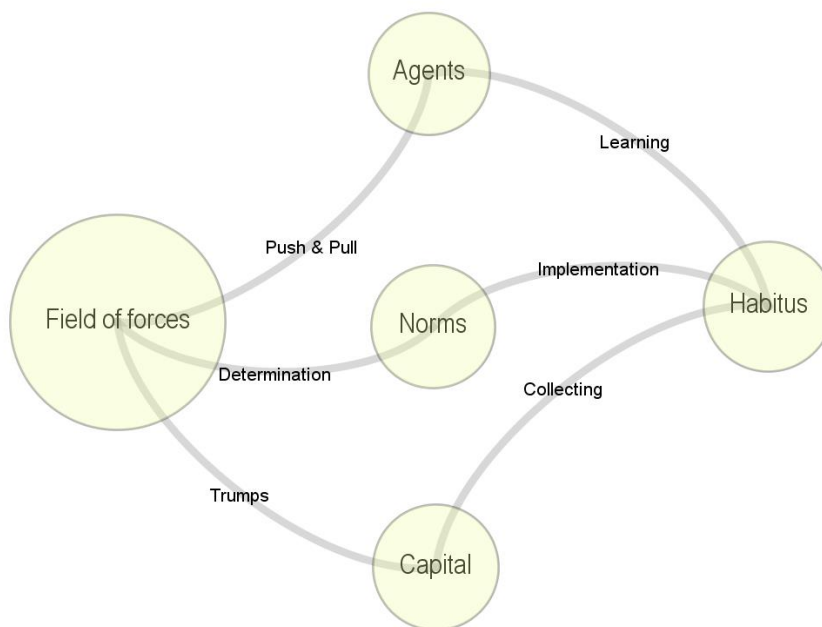 Agents
Learning
Push & Pull
Implementation
Habitus
Field of forces
Norms
Determination
Collecting
Trumps
Capital